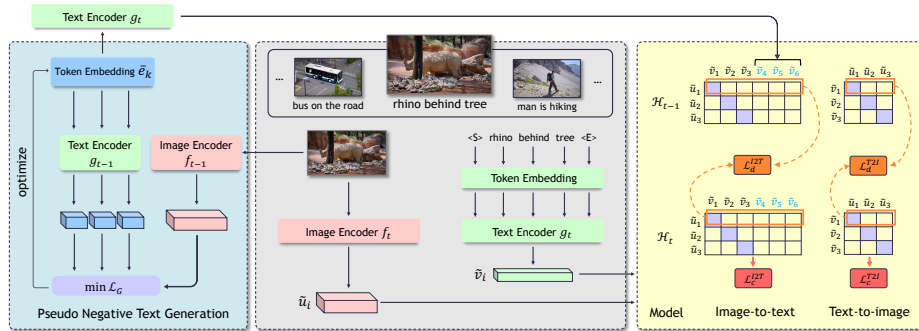 Text Encoder g_t
Token Embedding ē_k
Text Encoder
g_{t−1}
Image Encoder
f_{t−1}
optimize
min ℒ_G
Pseudo Negative Text Generation
...
bus on the road
rhino behind tree
man is hiking
...
<S> rhino behind tree <E>
Token Embedding
Image Encoder f_t
Text Encoder g_t
ũ_i
ṽ_i
ṽ_1 ṽ_2 ṽ_3 ṽ_4 ṽ_5 ṽ_6
ũ_1
ũ_2
ũ_3
ũ_1 ũ_2 ũ_3
ṽ_1
ṽ_2
ṽ_3
ℋ_{t−1}
ℒ_d^{I2T}
ℒ_d^{T2I}
ṽ_1 ṽ_2 ṽ_3 ṽ_4 ṽ_5 ṽ_6
ũ_1
ũ_2
ũ_3
ũ_1 ũ_2 ũ_3
ṽ_1
ṽ_2
ṽ_3
ℋ_t
ℒ_c^{I2T}
ℒ_c^{T2I}
Model
Image-to-text
Text-to-image